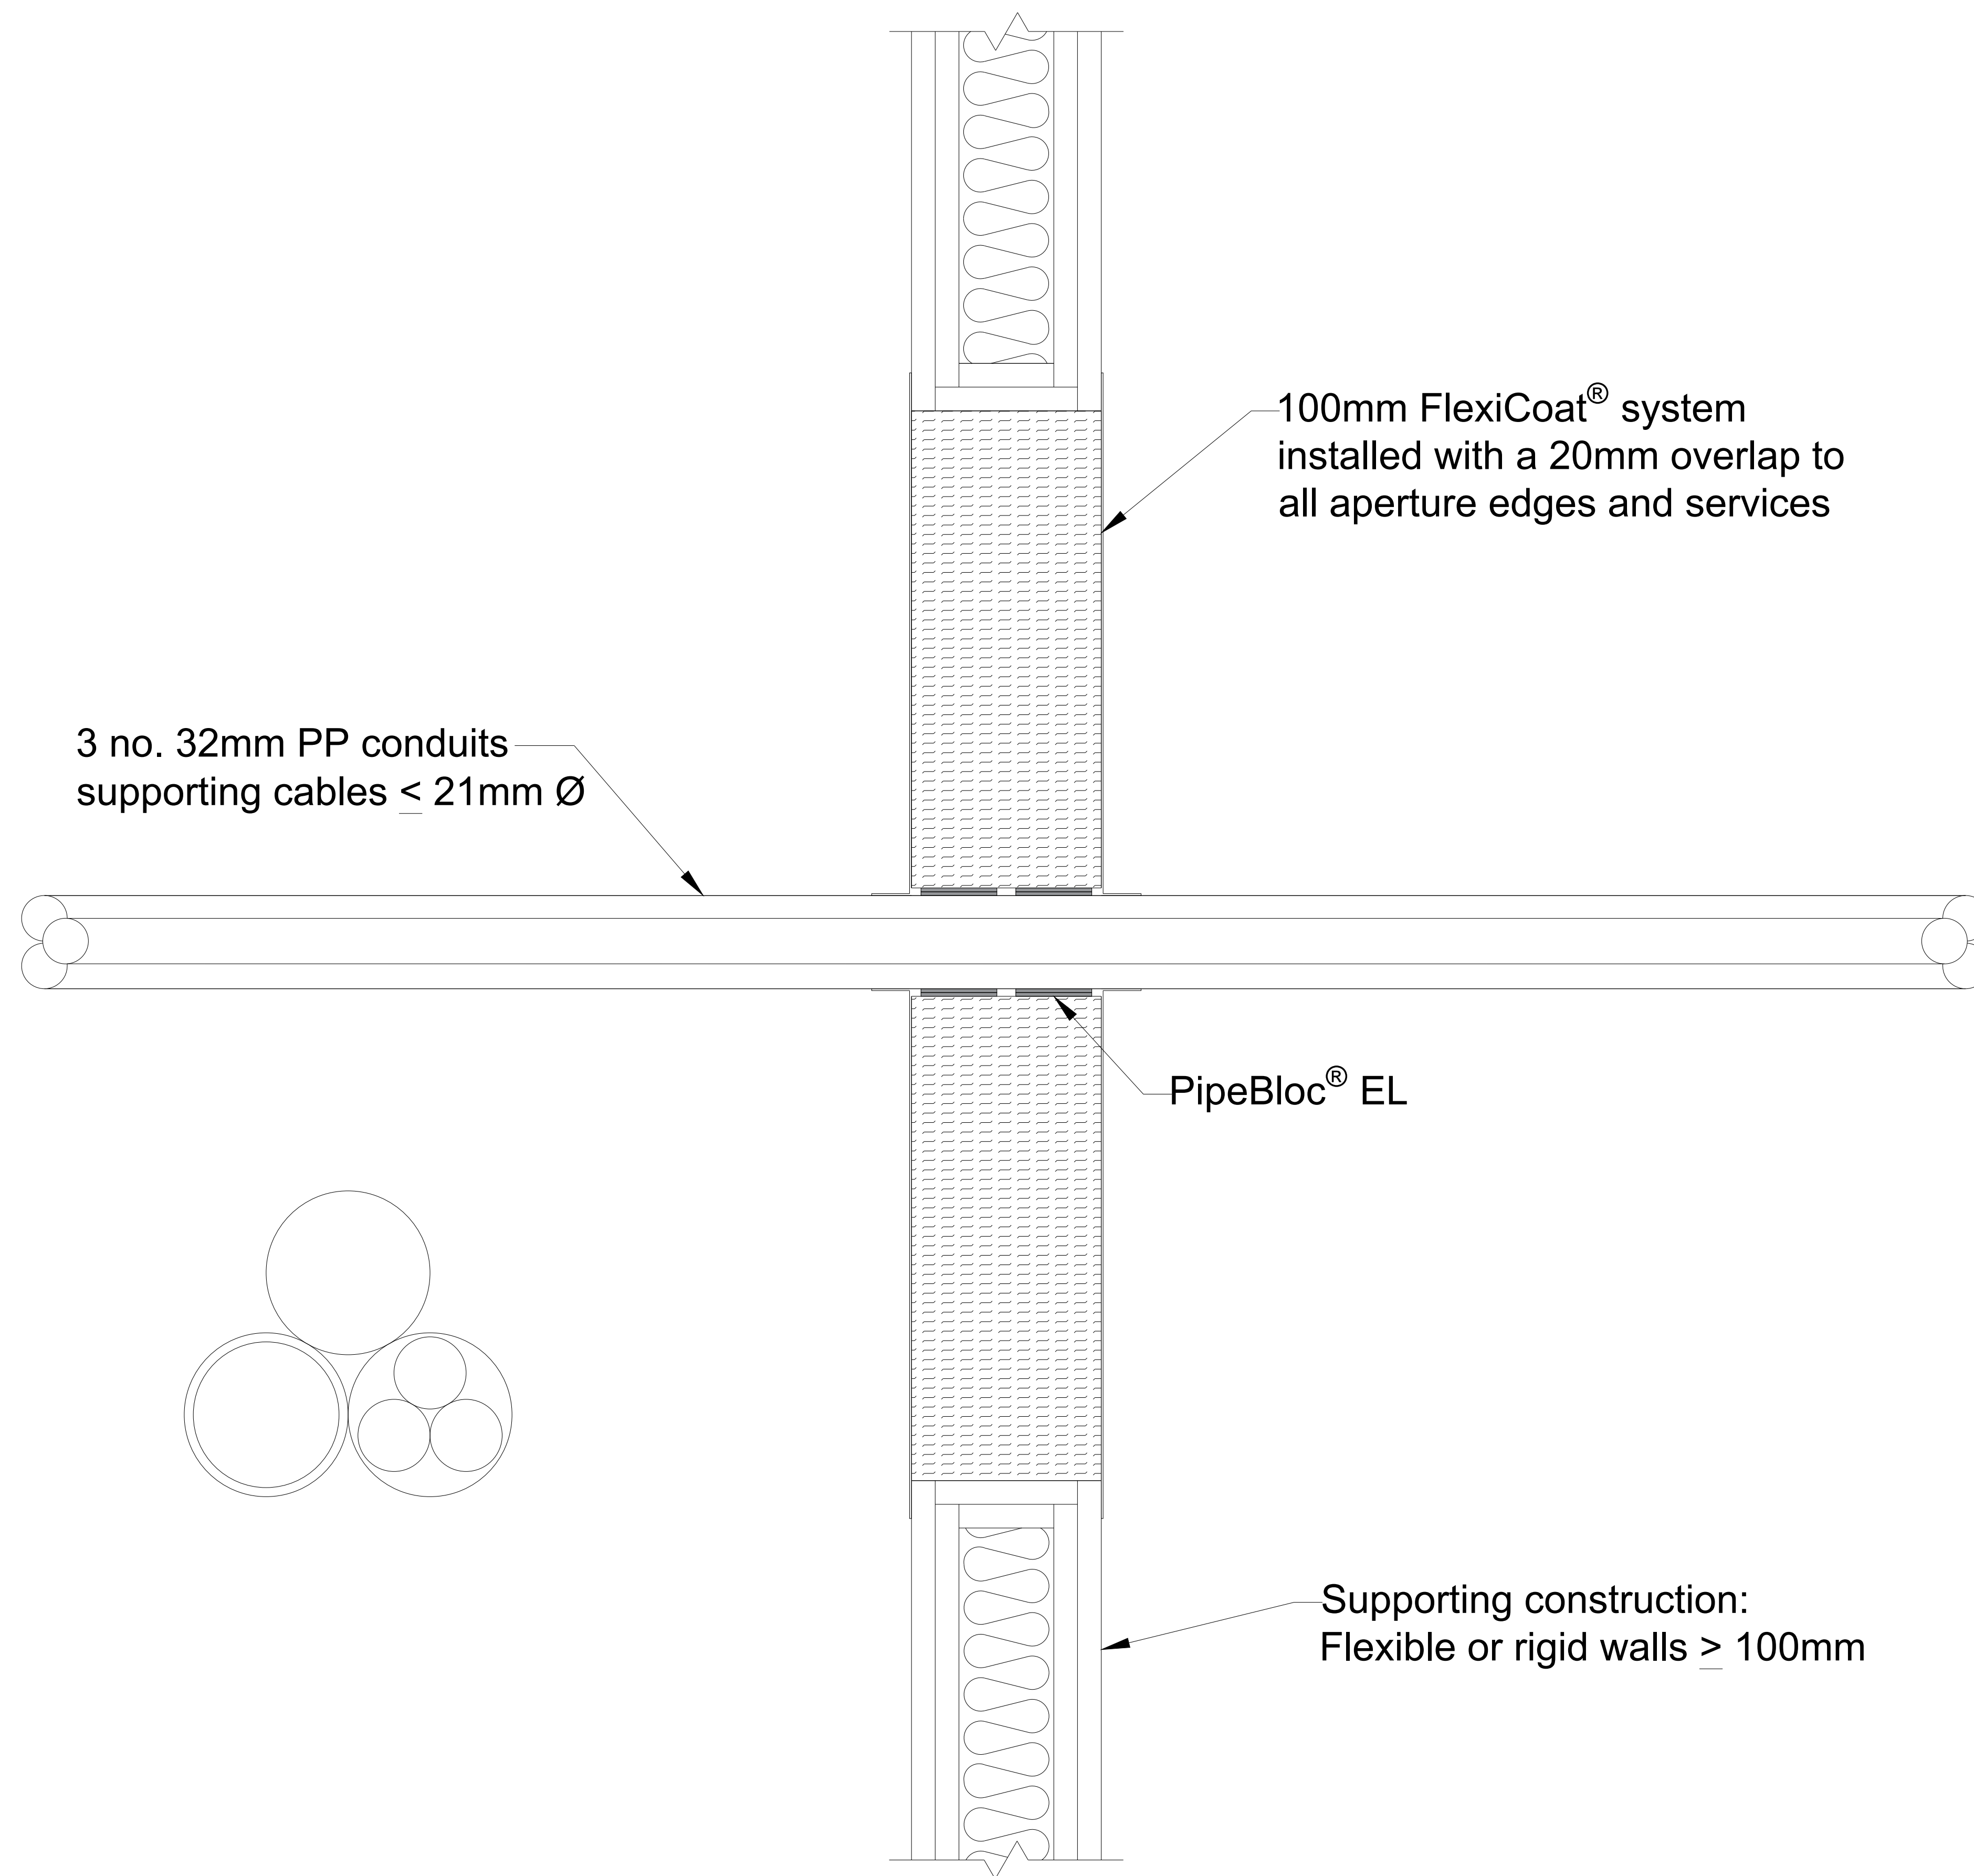 100mm FlexiCoat® system
installed with a 20mm overlap to
all aperture edges and services
3 no. 32mm PP conduits
supporting cables ≤ 21mm Ø
PipeBloc® EL
Supporting construction:
Flexible or rigid walls ≥ 100mm